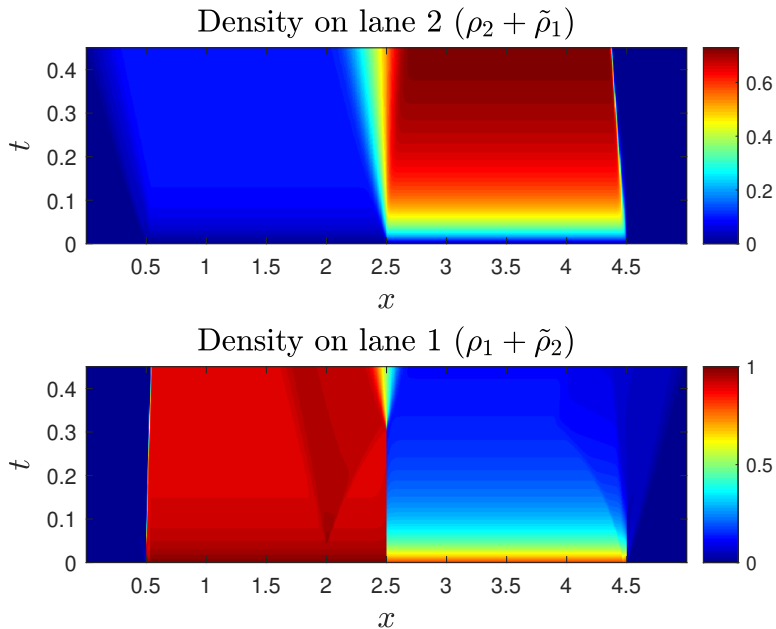 Density on lane 2 (ρ₂ + ρ̃₁)
0.4
0.3
0.2
0.1
0
t
0.5 1 1.5 2 2.5 3 3.5 4 4.5
x
0.6
0.4
0.2
0
Density on lane 1 (ρ₁ + ρ̃₂)
0.4
0.3
0.2
0.1
0
t
0.5 1 1.5 2 2.5 3 3.5 4 4.5
x
1
0.5
0